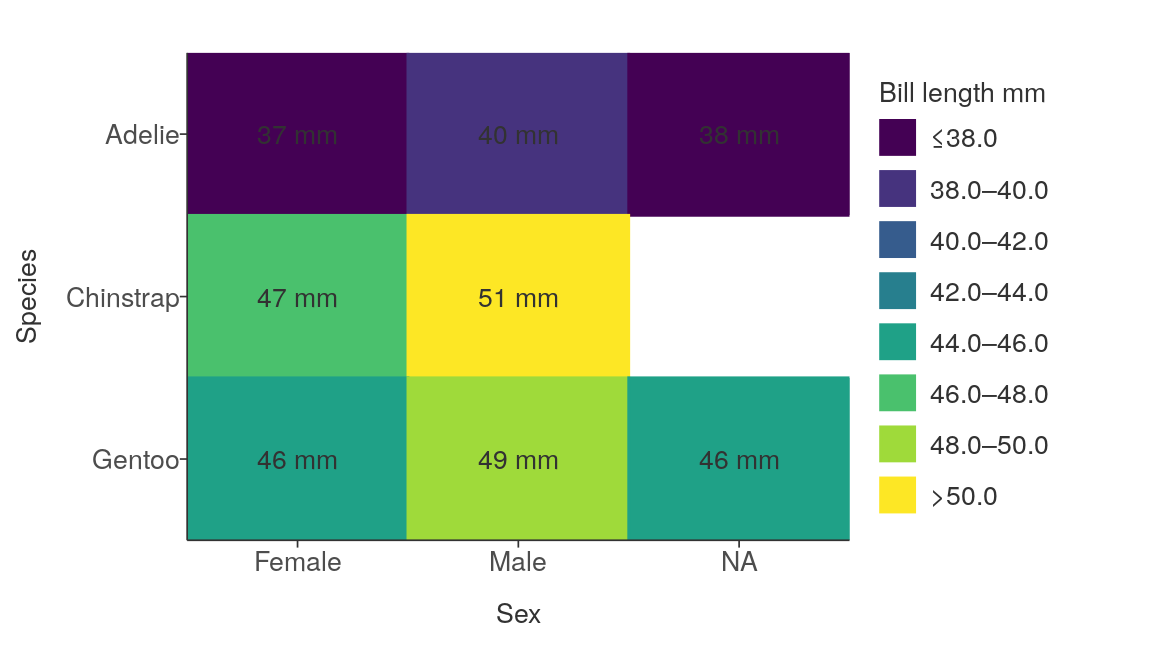 Bill length mm
≤38.0
38.0–40.0
40.0–42.0
42.0–44.0
44.0–46.0
46.0–48.0
48.0–50.0
>50.0
Species
Adelie
37 mm 40 mm 38 mm
Chinstrap
47 mm 51 mm
Gentoo
46 mm 49 mm 46 mm
Female Male NA
Sex